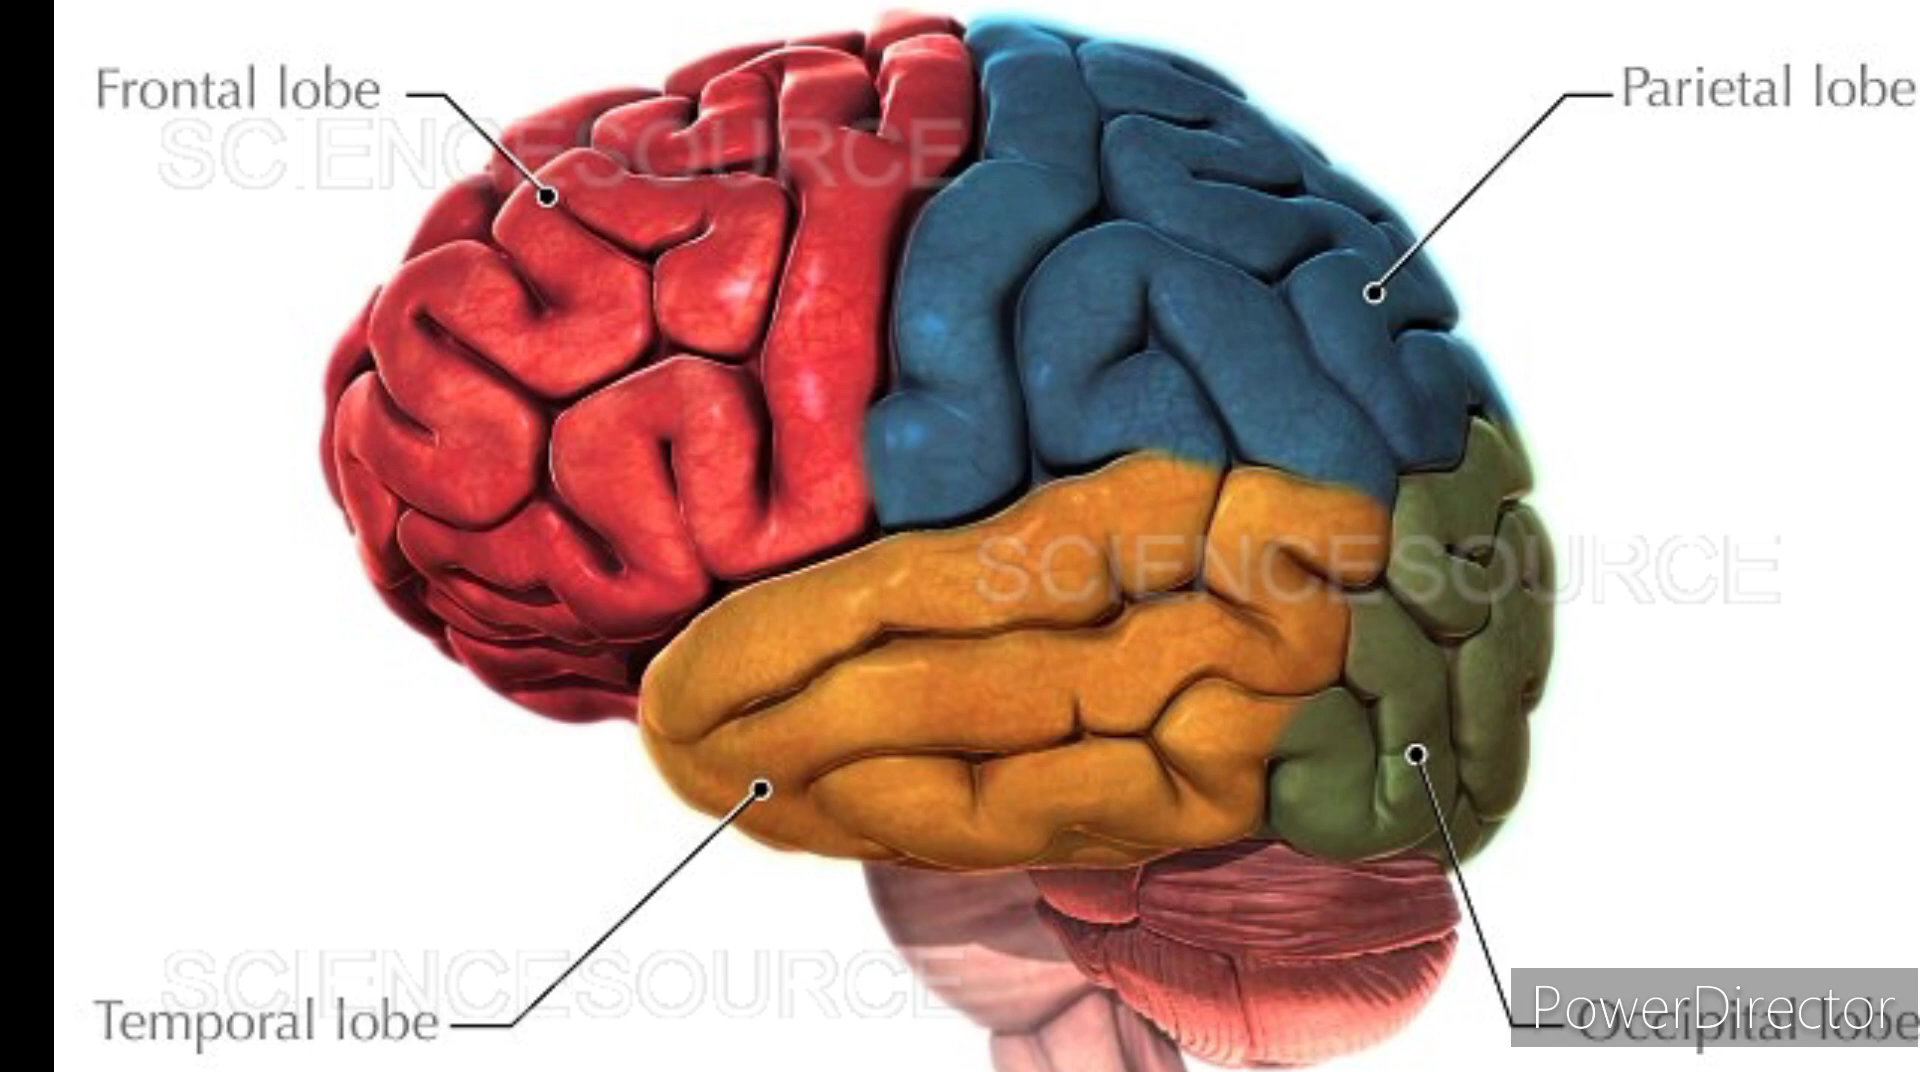 Frontal lobe
Parietal lobe
SCIENCESOURCE
SCIENCESOURCE
SCIENCESOURCE
Temporal lobe
PowerDirector
Occipital lobe